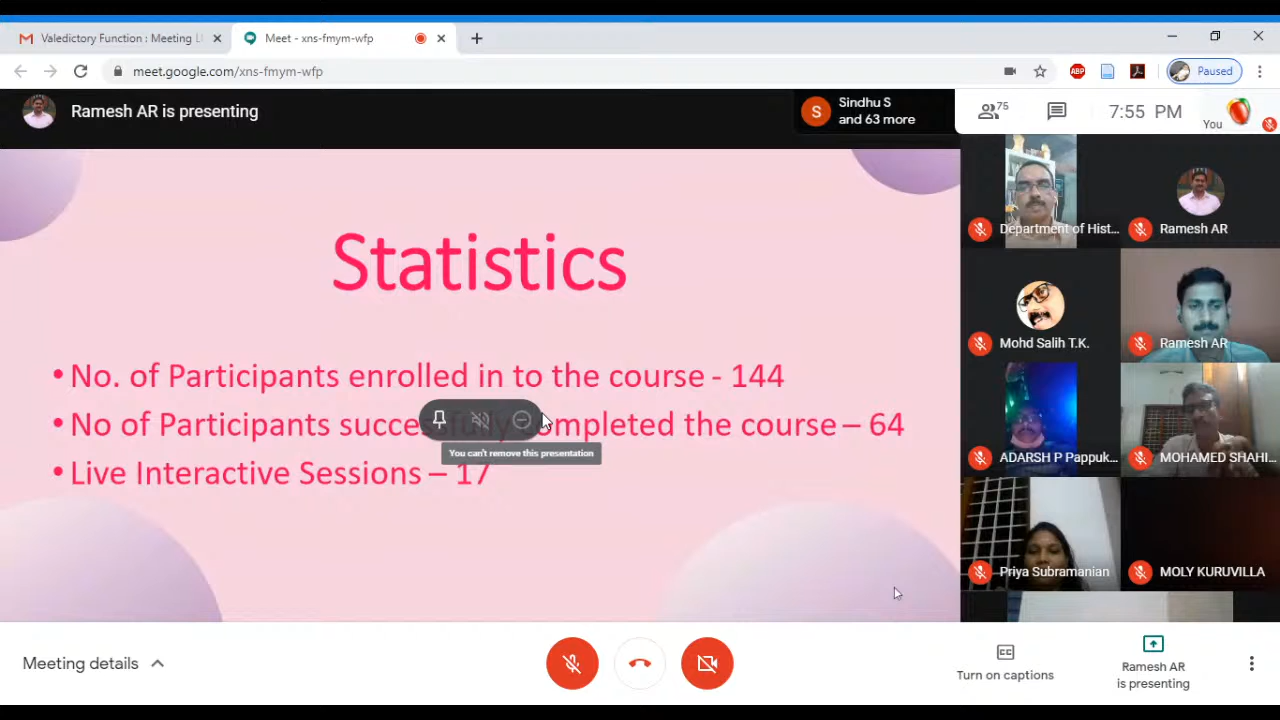 Valedictory Function : Meeting Li
Meet - xns-fmym-wfp
meet.google.com/xns-fmym-wfp
ABP
Paused
Ramesh AR is presenting
S
Sindhu S
and 63 more
75
7:55 PM
You
Statistics
• No. of Participants enrolled in to the course - 144
• No of Participants successfully completed the course – 64
• Live Interactive Sessions – 17
You can't remove this presentation
Department of Hist...
Ramesh AR
Mohd Salih T.K.
Ramesh AR
ADARSH P Pappuk...
MOHAMED SHAHI...
Priya Subramanian
MOLY KURUVILLA
Meeting details
CC
Turn on captions
Ramesh AR
is presenting